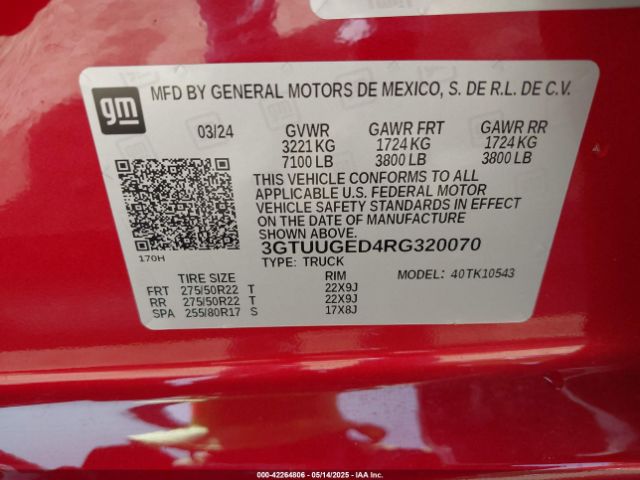 gm
MFD BY GENERAL MOTORS DE MEXICO, S. DE R.L. DE C.V.
03/24 GVWR GAWR FRT GAWR RR
3221 KG 1724 KG 1724 KG
7100 LB 3800 LB 3800 LB
THIS VEHICLE CONFORMS TO ALL
APPLICABLE U.S. FEDERAL MOTOR
VEHICLE SAFETY STANDARDS IN EFFECT
ON THE DATE OF MANUFACTURE SHOWN
ABOVE.
3GTUUGED4RG320070
170H
TYPE: TRUCK MODEL: 40TK10543
TIRE SIZE RIM
FRT 275/50R22 T 22X9J
RR 275/50R22 T 22X9J
SPA 255/80R17 S 17X8J
000-42264806 - 05/14/2025 - IAA Inc.